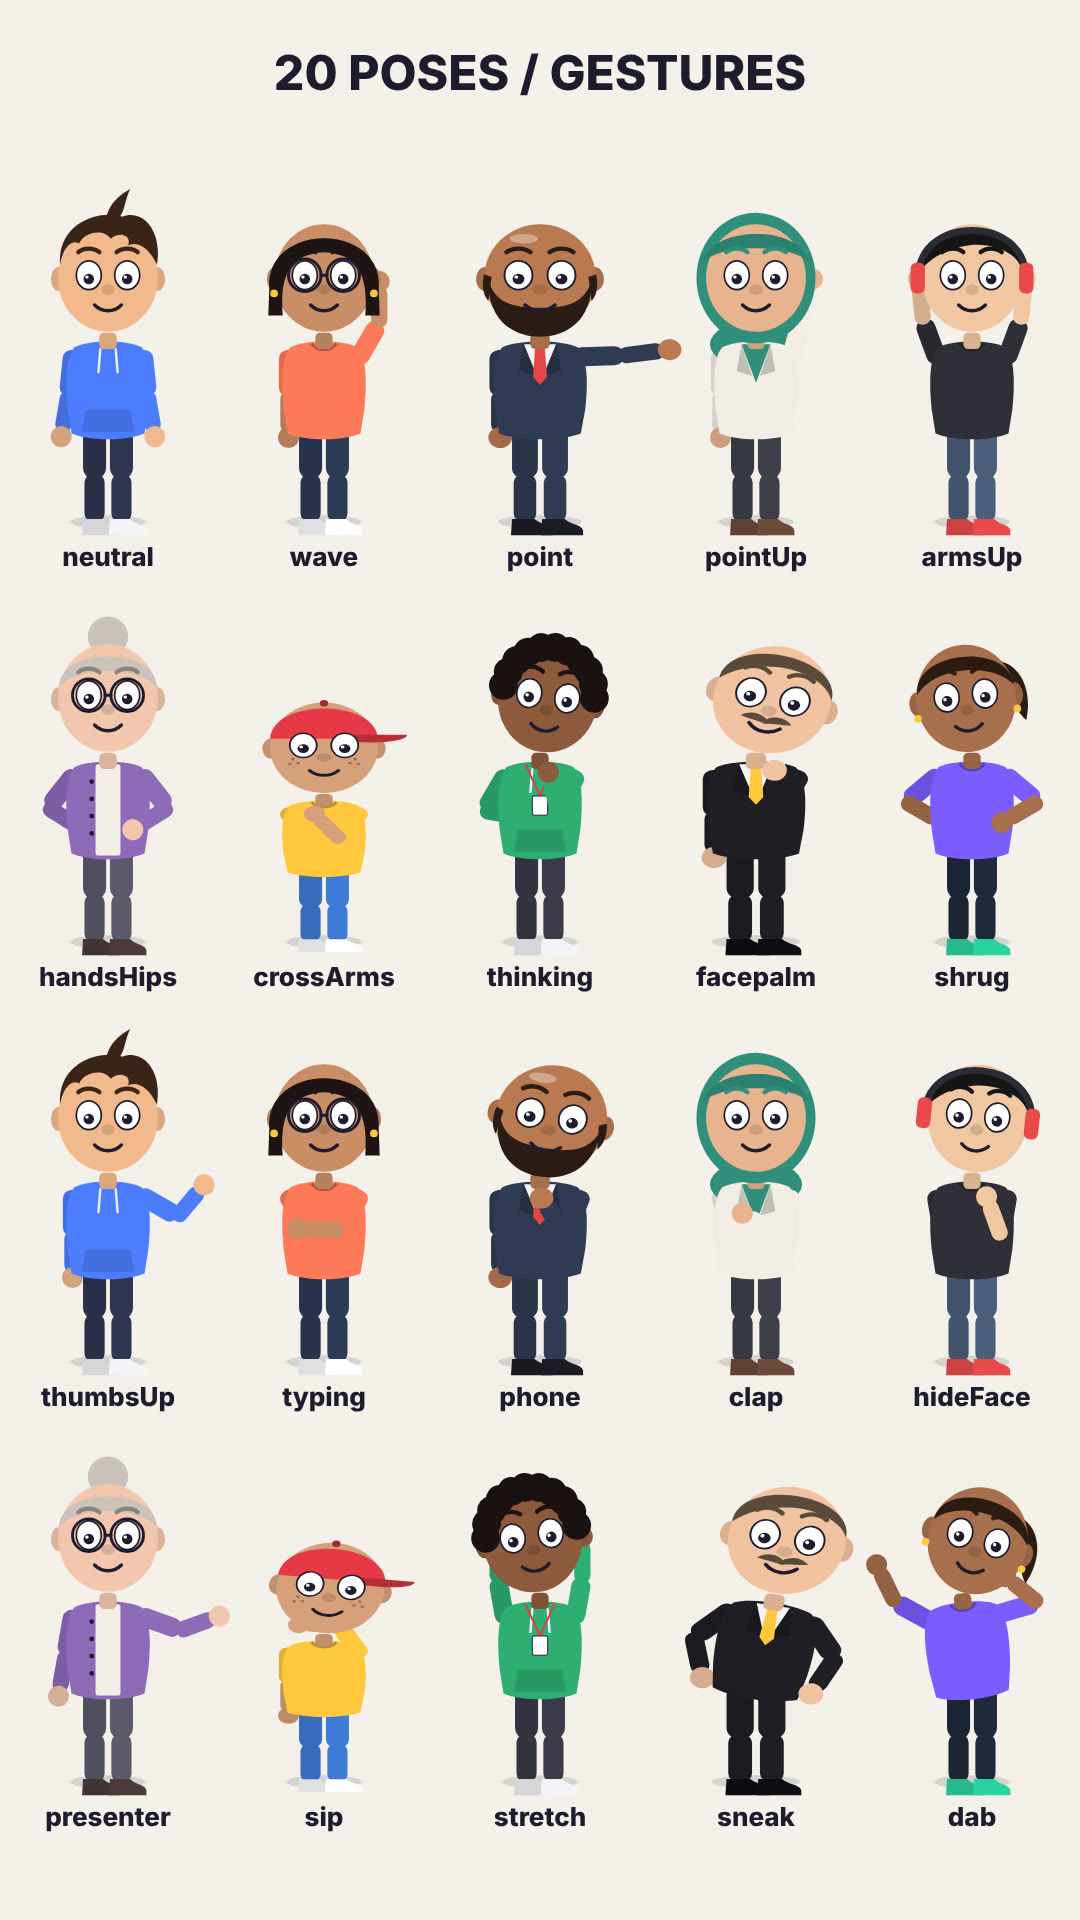 20 POSES / GESTURES
neutral wave point pointUp armsUp
handsHips crossArms thinking facepalm shrug
thumbsUp typing phone clap hideFace
presenter sip stretch sneak dab